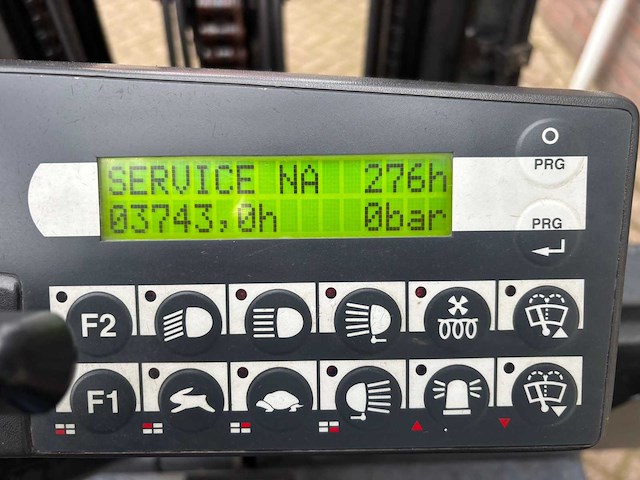 SERVICE NA 276h
03743,0h 0bar
PRG
PRG
F2
F1